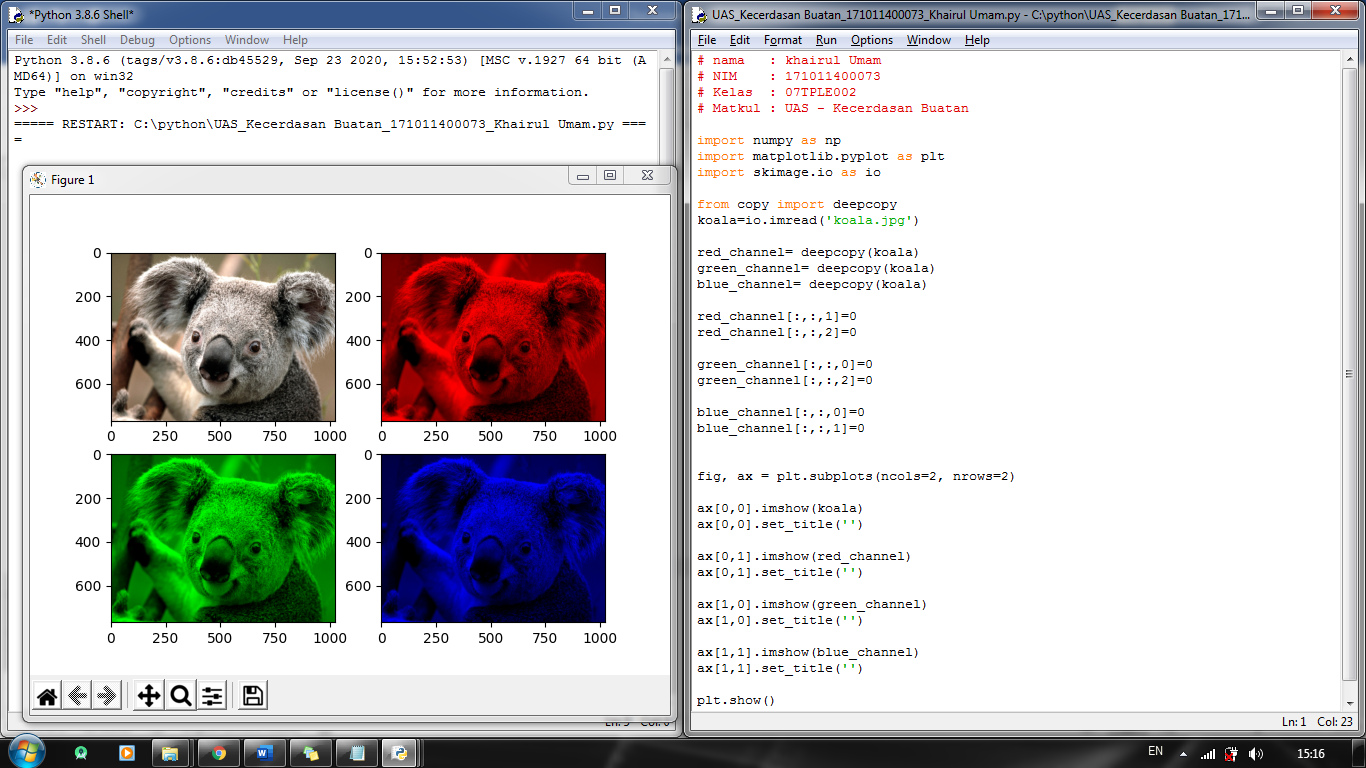 *Python 3.8.6 Shell*
File Edit Shell Debug Options Window Help
Python 3.8.6 (tags/v3.8.6:db45529, Sep 23 2020, 15:52:53) [MSC v.1927 64 bit (A
MD64)] on win32
Type "help", "copyright", "credits" or "license()" for more information.
>>>
===== RESTART: C:\python\UAS_Kecerdasan Buatan_171011400073_Khairul Umam.py ====
=
Figure 1
0
200
400
600
0 250 500 750 1000
0
200
400
600
0 250 500 750 1000
0
200
400
600
0 250 500 750 1000
0
200
400
600
0 250 500 750 1000
UAS_Kecerdasan Buatan_171011400073_Khairul Umam.py - C:\python\UAS_Kecerdasan Buatan_171...
File Edit Format Run Options Window Help
# nama   : khairul Umam
# NIM    : 171011400073
# Kelas  : 07TPLE002
# Matkul : UAS - Kecerdasan Buatan
import numpy as np
import matplotlib.pyplot as plt
import skimage.io as io
from copy import deepcopy
koala=io.imread('koala.jpg')
red_channel= deepcopy(koala)
green_channel= deepcopy(koala)
blue_channel= deepcopy(koala)
red_channel[:,:,1]=0
red_channel[:,:,2]=0
green_channel[:,:,0]=0
green_channel[:,:,2]=0
blue_channel[:,:,0]=0
blue_channel[:,:,1]=0
fig, ax = plt.subplots(ncols=2, nrows=2)
ax[0,0].imshow(koala)
ax[0,0].set_title('')
ax[0,1].imshow(red_channel)
ax[0,1].set_title('')
ax[1,0].imshow(green_channel)
ax[1,0].set_title('')
ax[1,1].imshow(blue_channel)
ax[1,1].set_title('')
plt.show()
Ln: 1 Col: 23
EN
15:16